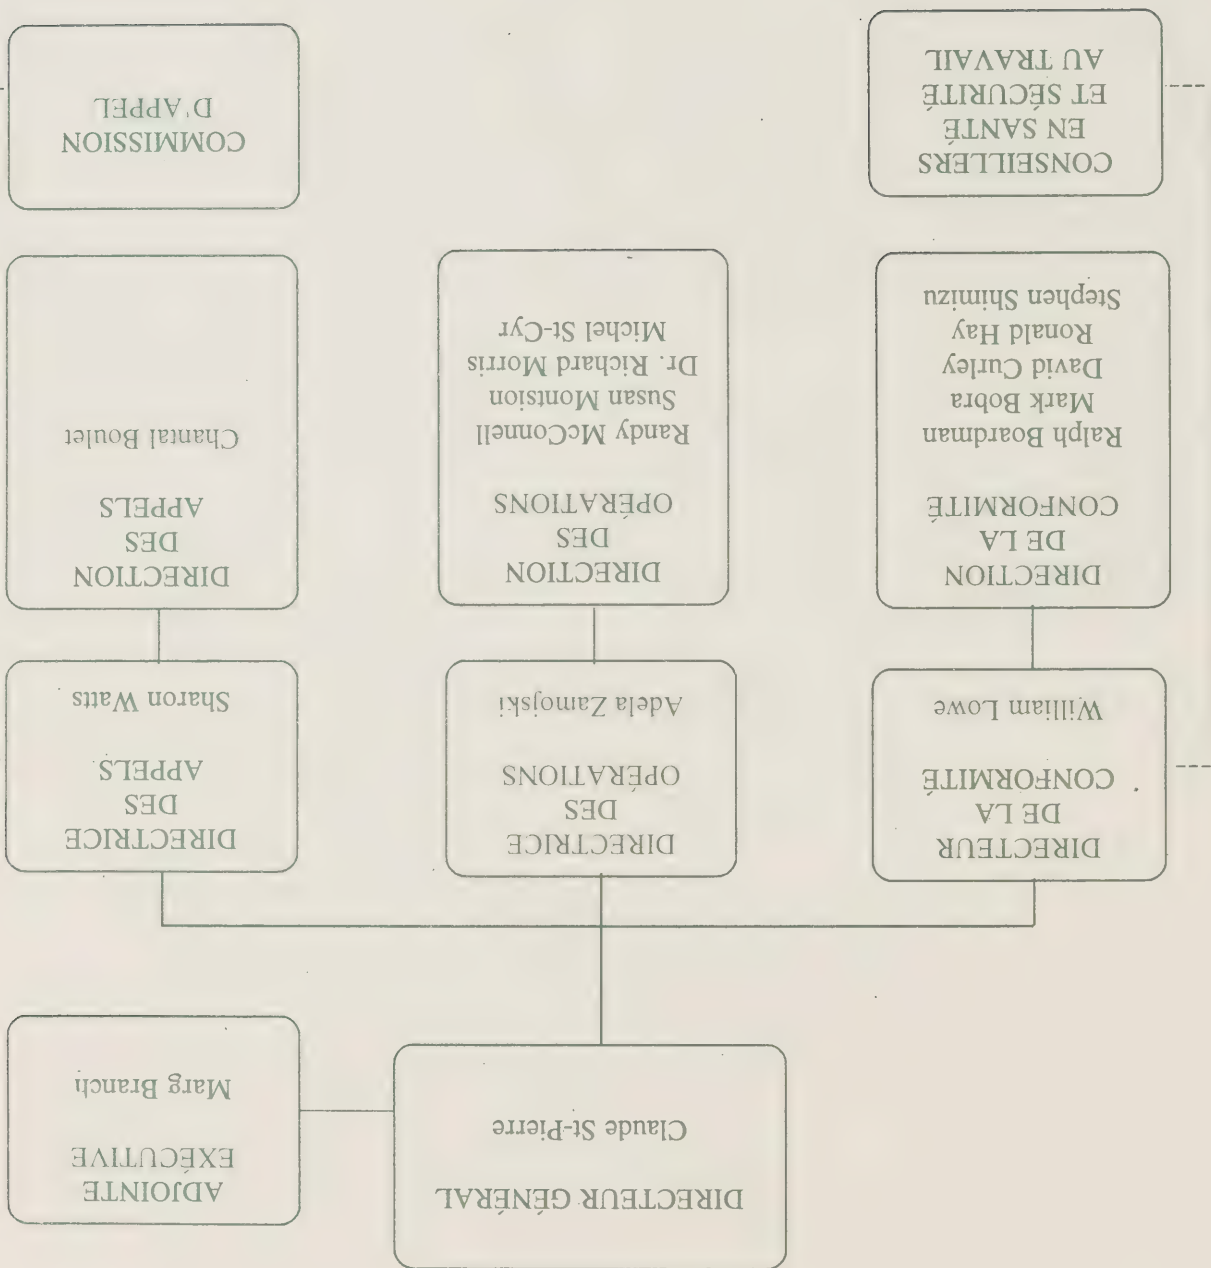 DIRECTEUR GÉNÉRAL
Claude St-Pierre
ADJOINTE
EXÉCUTIVE
Marg Branch
DIRECTEUR
DE LA
CONFORMITÉ
William Lowe
DIRECTRICE
DES
OPÉRATIONS
Adela Zamojski
DIRECTRICE
DES
APPELS
Sharon Watts
DIRECTION
DE LA
CONFORMITÉ
Ralph Boardman
Mark Bobra
David Curley
Ronald Hay
Stephen Shimizu
DIRECTION
DES
OPÉRATIONS
Randy McConnell
Susan Montsion
Dr. Richard Morris
Michel St-Cyr
DIRECTION
DES
APPELS
Chantal Boulet
CONSEILLERS
EN SANTÉ
ET SÉCURITÉ
AU TRAVAIL
COMMISSION
D'APPEL